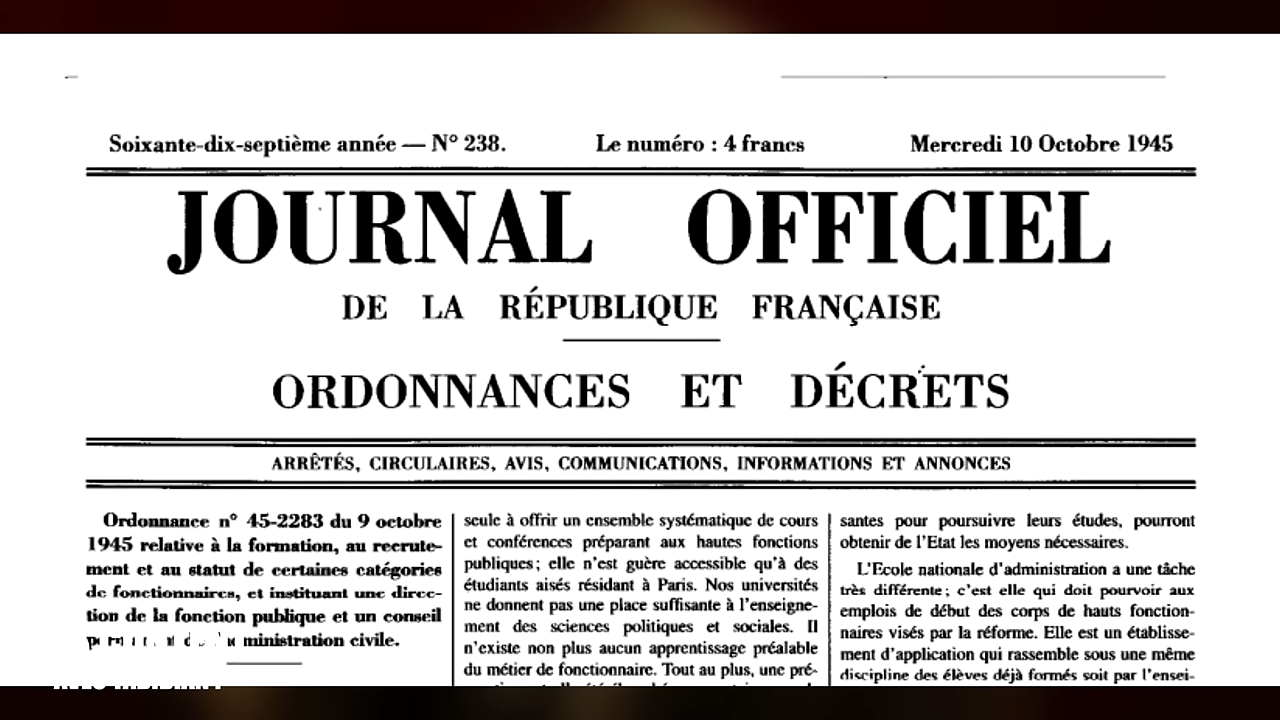 Soixante-dix-septième année — N° 238. Le numéro : 4 francs Mercredi 10 Octobre 1945
JOURNAL OFFICIEL
DE LA RÉPUBLIQUE FRANÇAISE
ORDONNANCES ET DÉCRETS
ARRÊTÉS, CIRCULAIRES, AVIS, COMMUNICATIONS, INFORMATIONS ET ANNONCES
Ordonnance n° 45-2283 du 9 octobre
1945 relative à la formation, au recrute-
ment et au statut de certaines catégories
de fonctionnaires, et instituant une direc-
tion de la fonction publique et un conseil
ministration civile.
seule à offrir un ensemble systématique de cours
et conférences préparant aux hautes fonctions
publiques; elle n'est guère accessible qu'à des
étudiants aisés résidant à Paris. Nos universités
ne donnent pas une place suffisante à l'enseigne-
ment des sciences politiques et sociales. Il
n'existe non plus aucun apprentissage préalable
du métier de fonctionnaire. Tout au plus, une pré-
santes pour poursuivre leurs études, pourront
obtenir de l'Etat les moyens nécessaires.
L'Ecole nationale d'administration a une tâche
très différente; c'est elle qui doit pourvoir aux
emplois de début des corps de hauts fonction-
naires visés par la réforme. Elle est un établisse-
ment d'application qui rassemble sous une même
discipline des élèves déjà formés soit par l'ensei-